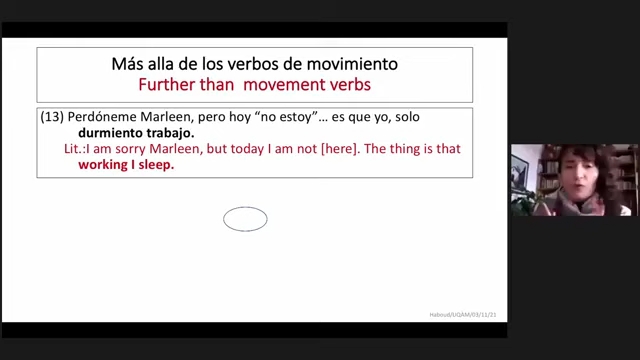 Más alla de los verbos de movimiento
Further than movement verbs
(13) Perdóneme Marleen, pero hoy “no estoy”... es que yo, solo
durmiento trabajo.
Lit.:I am sorry Marleen, but today I am not [here]. The thing is that
working I sleep.
Haboud/UQAM/03/11/21